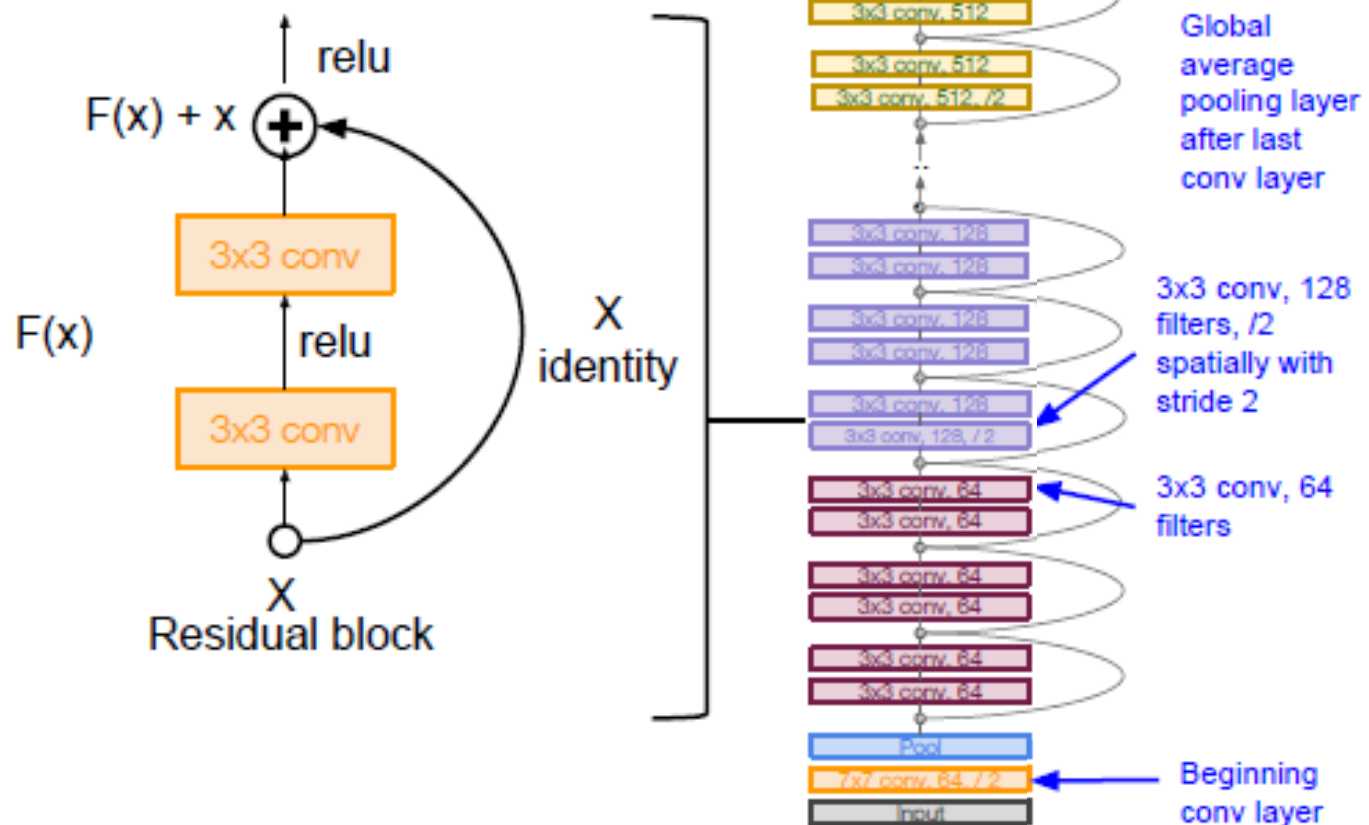 relu
F(x) + x
3x3 conv
F(x)
relu
3x3 conv
X
identity
X
Residual block
3x3 conv, 512
3x3 conv, 512
3x3 conv, 512, /2
..
3x3 conv, 128
3x3 conv, 128
3x3 conv, 128
3x3 conv, 128
3x3 conv, 128
3x3 conv, 128, / 2
3x3 conv, 64
3x3 conv, 64
3x3 conv, 64
3x3 conv, 64
3x3 conv, 64
3x3 conv, 64
Pool
7x7 conv, 64, / 2
Input
Global
average
pooling layer
after last
conv layer
3x3 conv, 128
filters, /2
spatially with
stride 2
3x3 conv, 64
filters
Beginning
conv layer